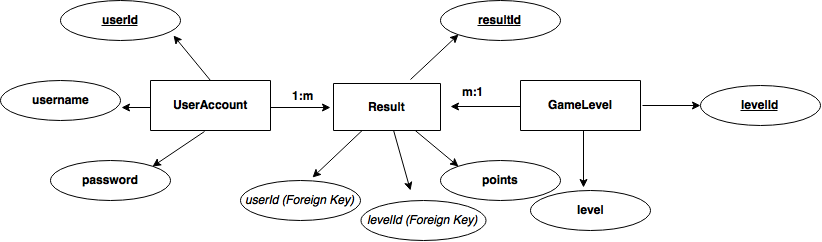 userId
resultId
username
UserAccount
1:m
Result
m:1
GameLevel
levelId
password
userId (Foreign Key)
levelId (Foreign Key)
points
level